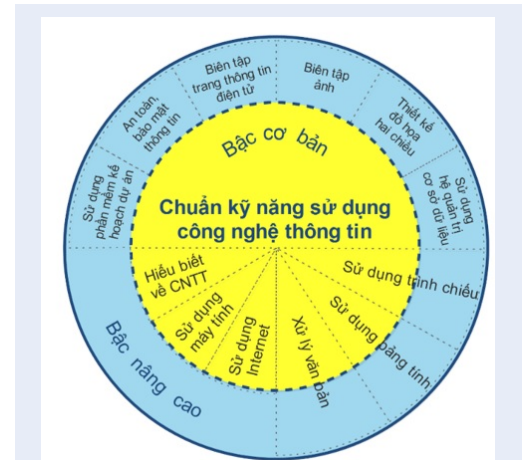 Biên tập
trang thông tin
điện tử
Biên tập
ảnh
An toàn,
bảo mật
thông tin
Thiết kế
đồ họa
hai chiều
Sử dụng
phần mềm kế
hoạch dự án
Sử dụng
hệ quản trị
cơ sở dữ liệu
Bậc cơ bản
Chuẩn kỹ năng sử dụng
công nghệ thông tin
Hiểu biết
về CNTT
Sử dụng
máy tính
Sử dụng
Internet
Xử lý văn bản
Sử dụng bảng tính
Sử dụng trình chiếu
Bậc nâng cao